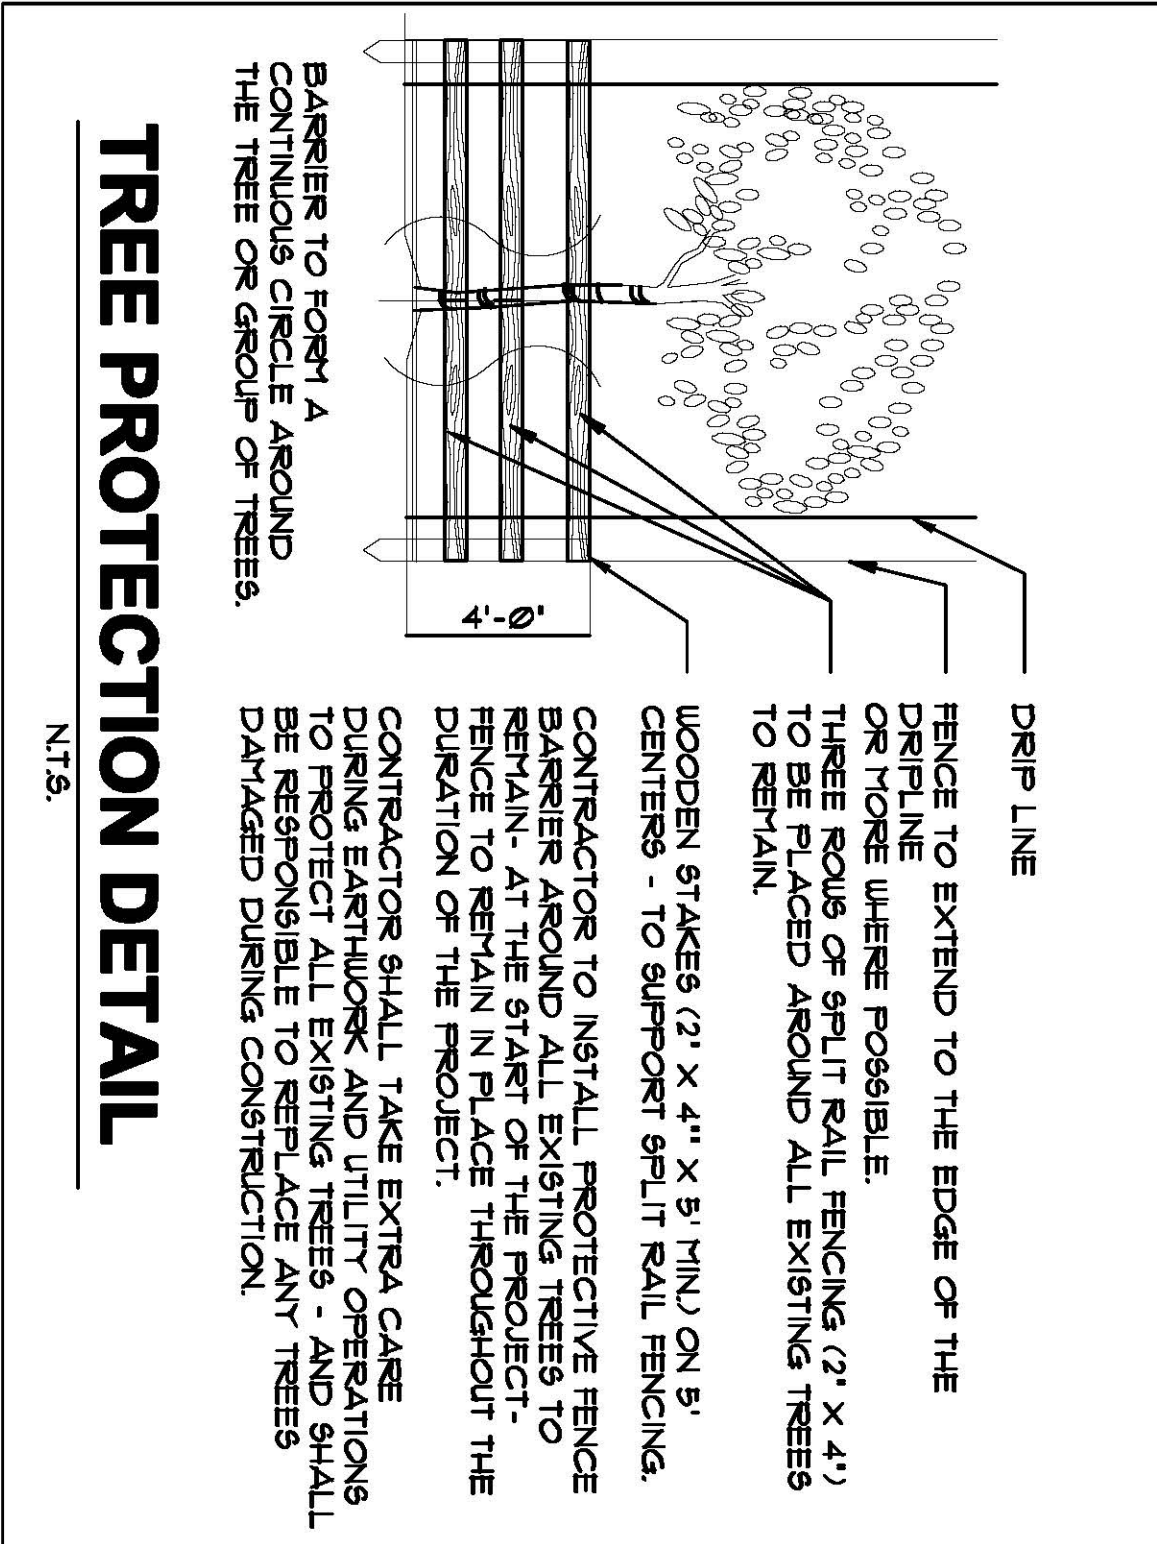 DRIP LINE
FENCE TO EXTEND TO THE EDGE OF THE
DRIPLINE
OR MORE WHERE POSSIBLE.
THREE ROWS OF SPLIT RAIL FENCING (2" X 4")
TO BE PLACED AROUND ALL EXISTING TREES
TO REMAIN.
WOODEN STAKES (2" X 4" X 5' MIN.) ON 5'
CENTERS - TO SUPPORT SPLIT RAIL FENCING.
4'-0"
CONTRACTOR TO INSTALL PROTECTIVE FENCE
BARRIER AROUND ALL EXISTING TREES TO
REMAIN- AT THE START OF THE PROJECT-
FENCE TO REMAIN IN PLACE THROUGHOUT THE
DURATION OF THE PROJECT.
CONTRACTOR SHALL TAKE EXTRA CARE
DURING EARTHWORK AND UTILITY OPERATIONS
TO PROTECT ALL EXISTING TREES - AND SHALL
BE RESPONSIBLE TO REPLACE ANY TREES
DAMAGED DURING CONSTRUCTION.
BARRIER TO FORM A
CONTINUOUS CIRCLE AROUND
THE TREE OR GROUP OF TREES.
TREE PROTECTION DETAIL
N.T.S.